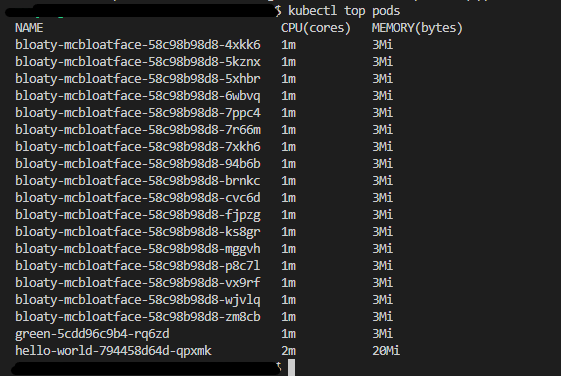 $ kubectl top pods
NAME CPU(cores) MEMORY(bytes)
bloaty-mcbloatface-58c98b98d8-4xkk6 1m 3Mi
bloaty-mcbloatface-58c98b98d8-5kznx 1m 3Mi
bloaty-mcbloatface-58c98b98d8-5xhbr 1m 3Mi
bloaty-mcbloatface-58c98b98d8-6wbvq 1m 3Mi
bloaty-mcbloatface-58c98b98d8-7ppc4 1m 3Mi
bloaty-mcbloatface-58c98b98d8-7r66m 1m 3Mi
bloaty-mcbloatface-58c98b98d8-7xkh6 1m 3Mi
bloaty-mcbloatface-58c98b98d8-94b6b 1m 3Mi
bloaty-mcbloatface-58c98b98d8-brnkc 1m 3Mi
bloaty-mcbloatface-58c98b98d8-cvc6d 1m 3Mi
bloaty-mcbloatface-58c98b98d8-fjpzg 1m 3Mi
bloaty-mcbloatface-58c98b98d8-ks8gr 1m 3Mi
bloaty-mcbloatface-58c98b98d8-mggvh 1m 3Mi
bloaty-mcbloatface-58c98b98d8-p8c7l 1m 3Mi
bloaty-mcbloatface-58c98b98d8-vx9rf 1m 3Mi
bloaty-mcbloatface-58c98b98d8-wjvlq 1m 3Mi
bloaty-mcbloatface-58c98b98d8-zm8cb 1m 3Mi
green-5cdd96c9b4-rq6zd 1m 3Mi
hello-world-794458d64d-qpxmk 2m 20Mi
$